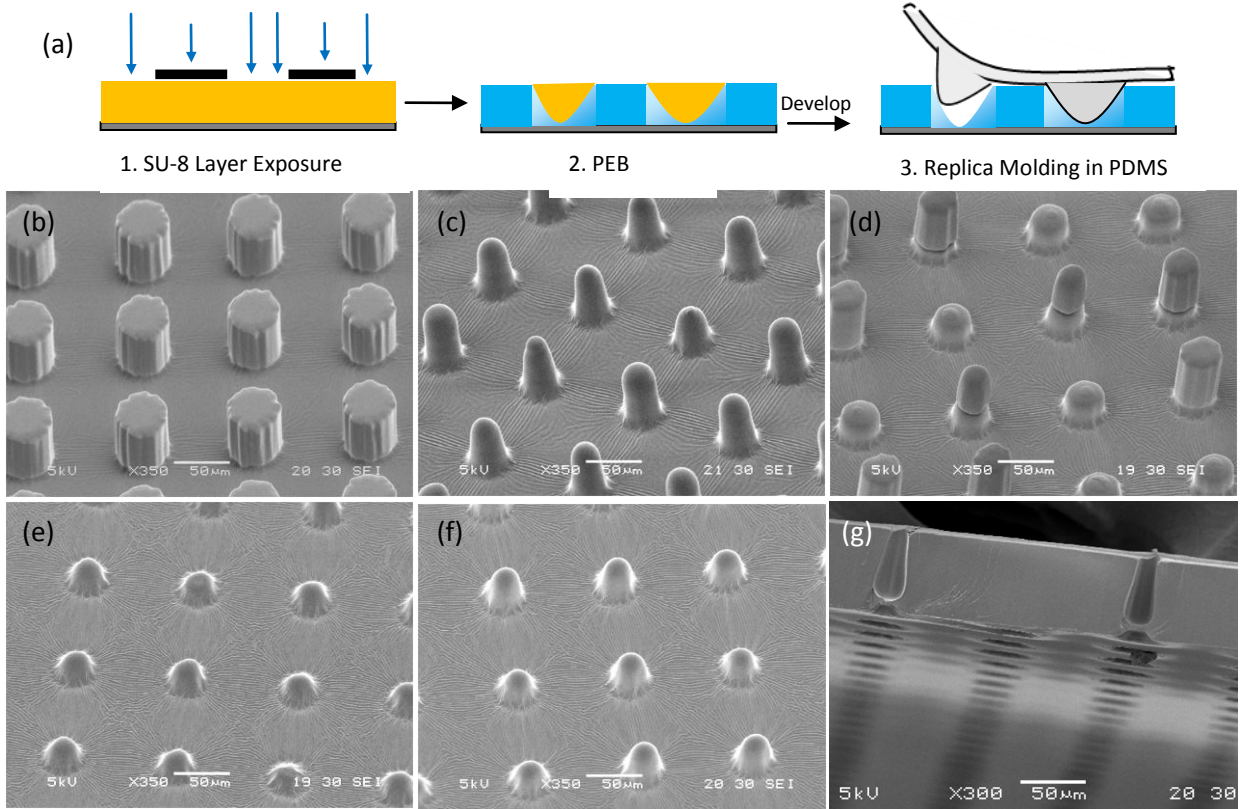 (a)
Develop
1. SU-8 Layer Exposure
2. PEB
3. Replica Molding in PDMS
(b)
5kV X350 50µm 20 30 SEI
(c)
5kV X350 50µm 21 30 SEI
(d)
5kV X350 50µm 19 30 SEI
(e)
5kV X350 50µm 19 30 SEI
(f)
5kV X350 50µm 20 30 SEI
(g)
5kV X300 50µm 20 30